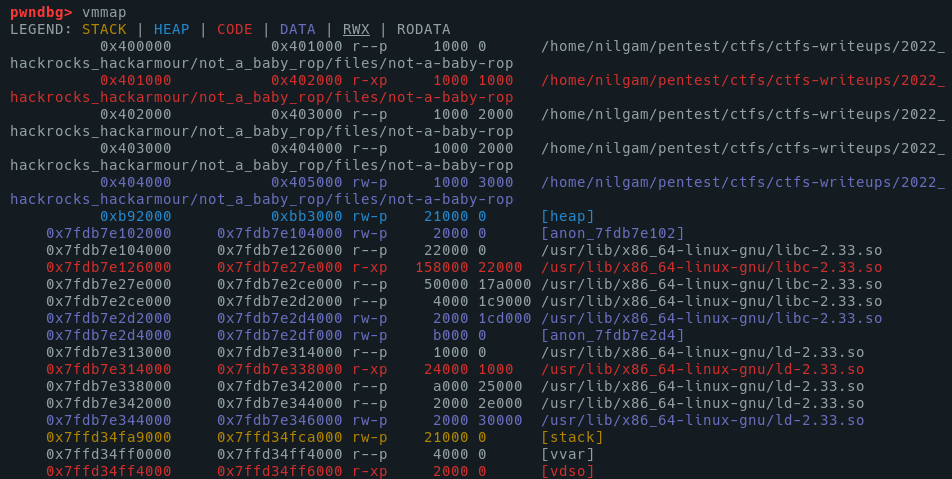 pwndbg> vmmap
LEGEND: STACK | HEAP | CODE | DATA | RWX | RODATA
          0x400000           0x401000 r--p     1000 0      /home/nilgam/pentest/ctfs/ctfs-writeups/2022_
hackrocks_hackarmour/not_a_baby_rop/files/not-a-baby-rop
          0x401000           0x402000 r-xp     1000 1000   /home/nilgam/pentest/ctfs/ctfs-writeups/2022_
hackrocks_hackarmour/not_a_baby_rop/files/not-a-baby-rop
          0x402000           0x403000 r--p     1000 2000   /home/nilgam/pentest/ctfs/ctfs-writeups/2022_
hackrocks_hackarmour/not_a_baby_rop/files/not-a-baby-rop
          0x403000           0x404000 r--p     1000 2000   /home/nilgam/pentest/ctfs/ctfs-writeups/2022_
hackrocks_hackarmour/not_a_baby_rop/files/not-a-baby-rop
          0x404000           0x405000 rw-p     1000 3000   /home/nilgam/pentest/ctfs/ctfs-writeups/2022_
hackrocks_hackarmour/not_a_baby_rop/files/not-a-baby-rop
          0xb92000           0xbb3000 rw-p    21000 0      [heap]
    0x7fdb7e102000     0x7fdb7e104000 rw-p     2000 0      [anon_7fdb7e102]
    0x7fdb7e104000     0x7fdb7e126000 r--p    22000 0      /usr/lib/x86_64-linux-gnu/libc-2.33.so
    0x7fdb7e126000     0x7fdb7e27e000 r-xp   158000 22000  /usr/lib/x86_64-linux-gnu/libc-2.33.so
    0x7fdb7e27e000     0x7fdb7e2ce000 r--p    50000 17a000 /usr/lib/x86_64-linux-gnu/libc-2.33.so
    0x7fdb7e2ce000     0x7fdb7e2d2000 r--p     4000 1c9000 /usr/lib/x86_64-linux-gnu/libc-2.33.so
    0x7fdb7e2d2000     0x7fdb7e2d4000 rw-p     2000 1cd000 /usr/lib/x86_64-linux-gnu/libc-2.33.so
    0x7fdb7e2d4000     0x7fdb7e2df000 rw-p     b000 0      [anon_7fdb7e2d4]
    0x7fdb7e313000     0x7fdb7e314000 r--p     1000 0      /usr/lib/x86_64-linux-gnu/ld-2.33.so
    0x7fdb7e314000     0x7fdb7e338000 r-xp    24000 1000   /usr/lib/x86_64-linux-gnu/ld-2.33.so
    0x7fdb7e338000     0x7fdb7e342000 r--p     a000 25000  /usr/lib/x86_64-linux-gnu/ld-2.33.so
    0x7fdb7e342000     0x7fdb7e344000 r--p     2000 2e000  /usr/lib/x86_64-linux-gnu/ld-2.33.so
    0x7fdb7e344000     0x7fdb7e346000 rw-p     2000 30000  /usr/lib/x86_64-linux-gnu/ld-2.33.so
    0x7ffd34fa9000     0x7ffd34fca000 rw-p    21000 0      [stack]
    0x7ffd34ff0000     0x7ffd34ff4000 r--p     4000 0      [vvar]
    0x7ffd34ff4000     0x7ffd34ff6000 r-xp     2000 0      [vdso]